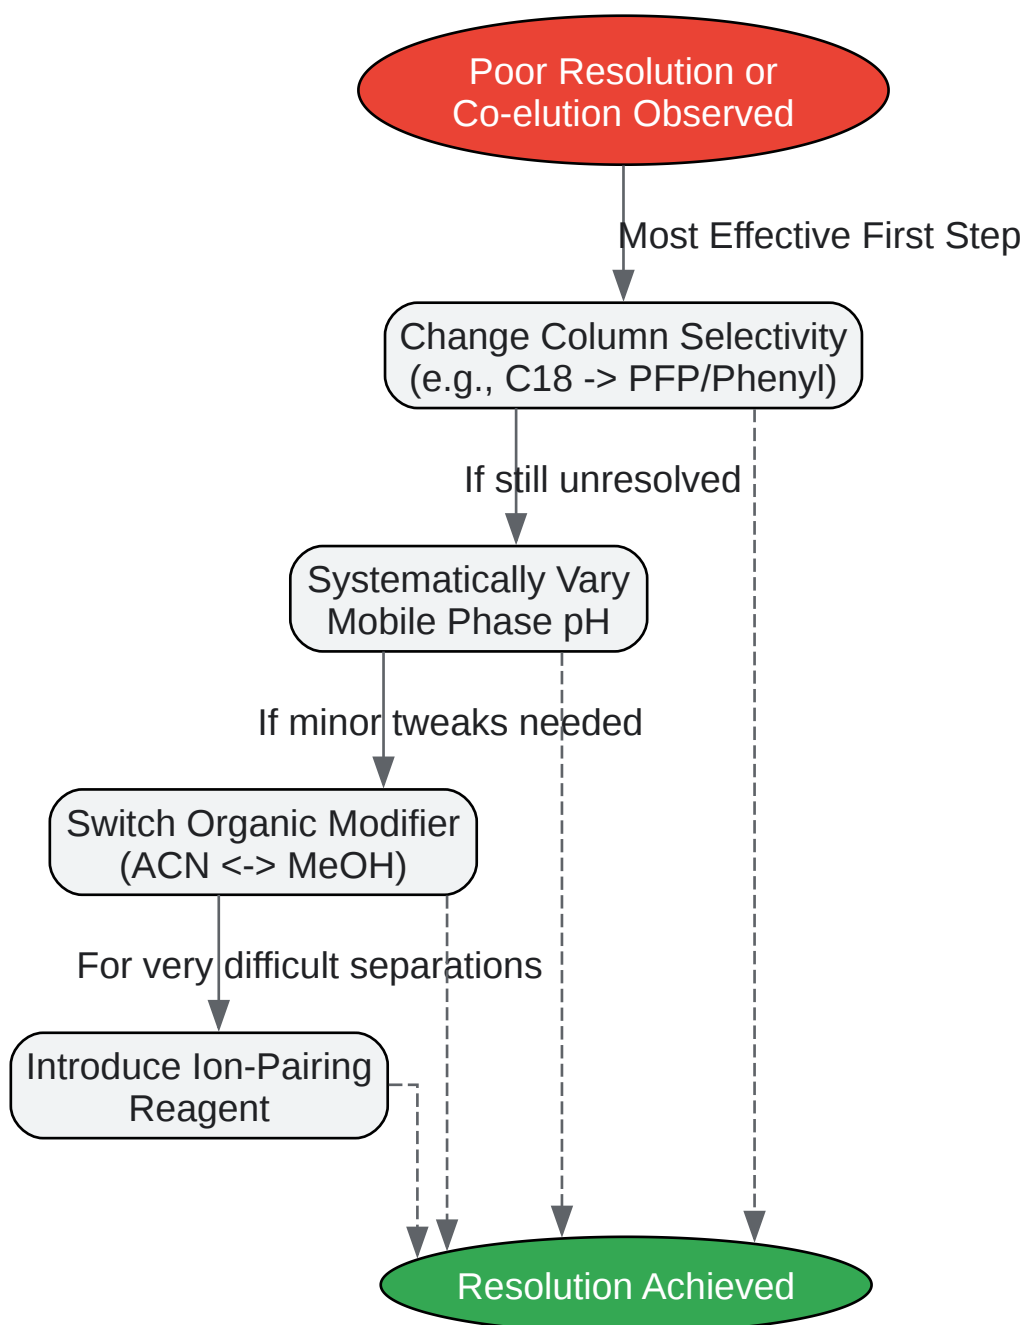 Poor Resolution or
Co-elution Observed
Most Effective First Step
Change Column Selectivity
(e.g., C18 -> PFP/Phenyl)
If still unresolved
Systematically Vary
Mobile Phase pH
If minor tweaks needed
Switch Organic Modifier
(ACN <-> MeOH)
For very difficult separations
Introduce Ion-Pairing
Reagent
Resolution Achieved